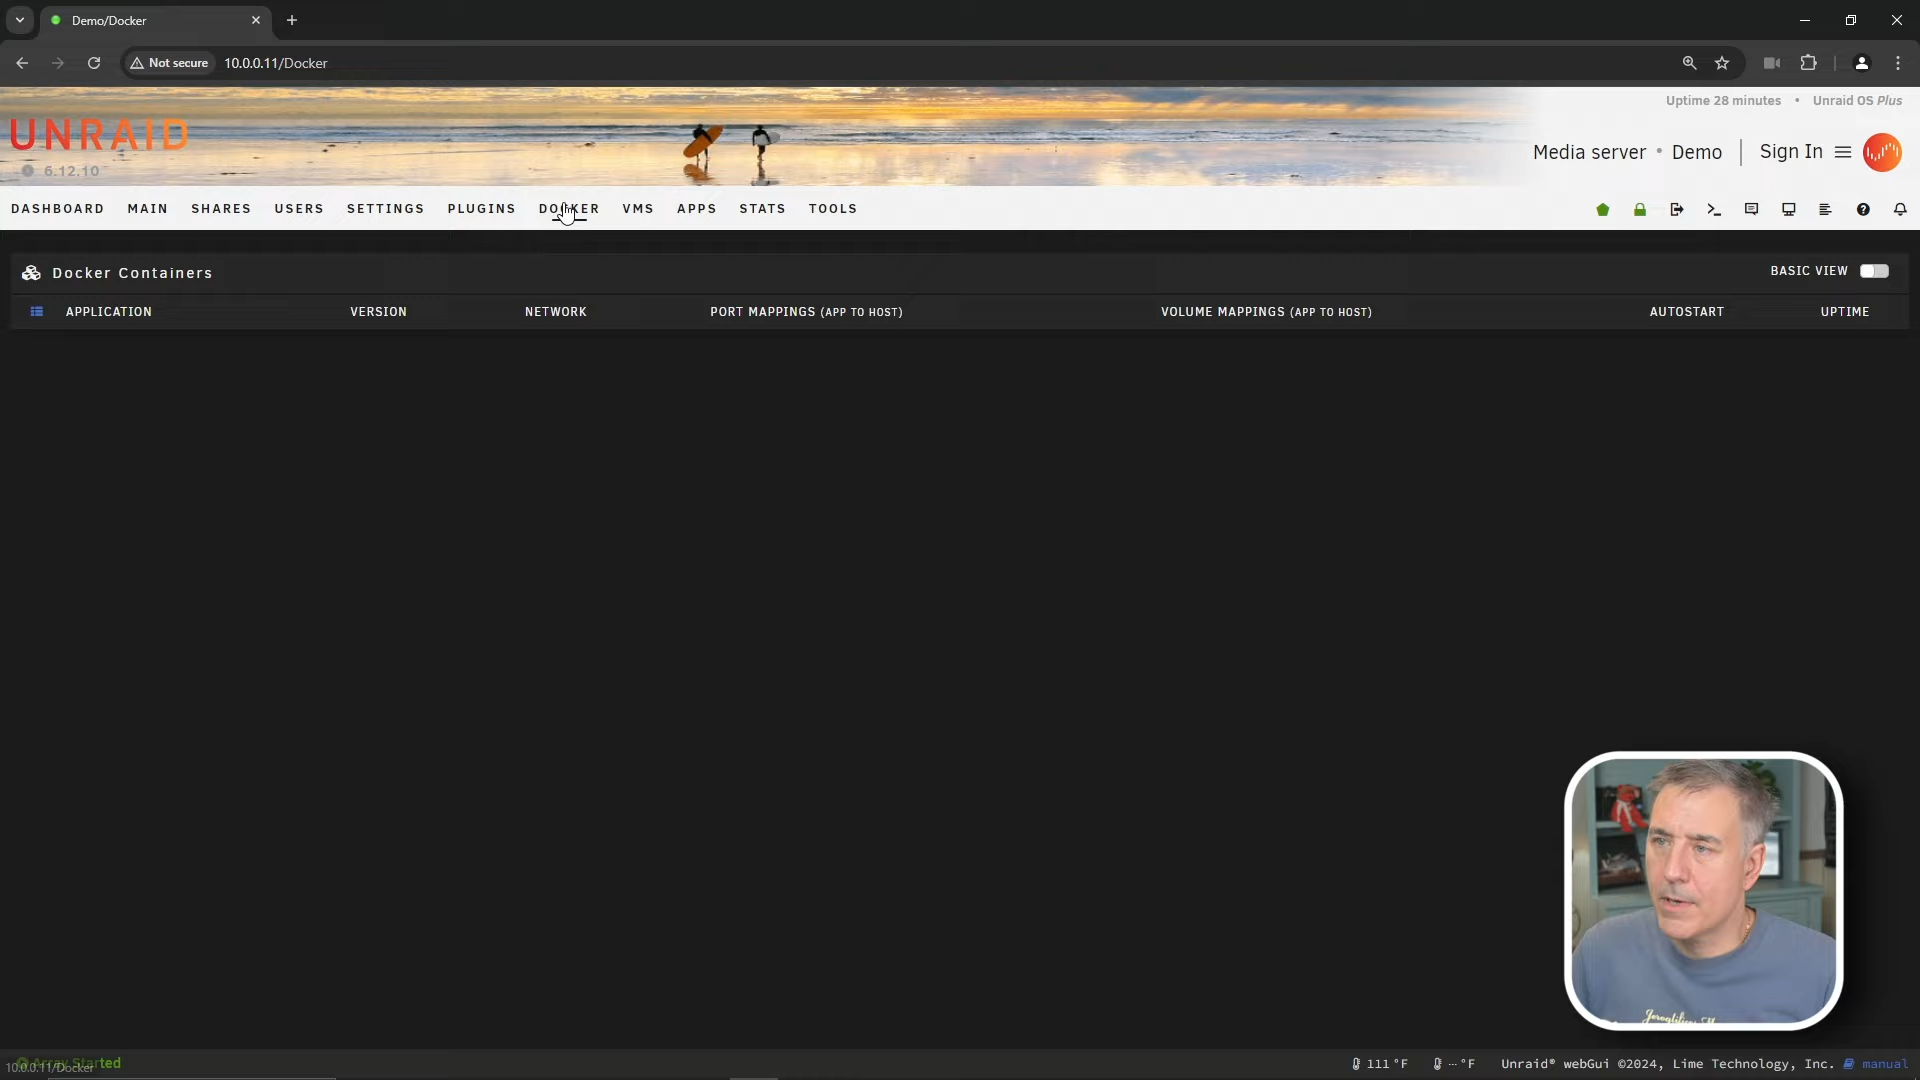 Demo/Docker
Not secure 10.0.0.11/Docker
Uptime 28 minutes • Unraid OS Plus
UNRAID
6.12.10
Media server • Demo
Sign In
DASHBOARD MAIN SHARES USERS SETTINGS PLUGINS DOCKER VMS APPS STATS TOOLS
Docker Containers
BASIC VIEW
APPLICATION VERSION NETWORK PORT MAPPINGS (APP TO HOST) VOLUME MAPPINGS (APP TO HOST) AUTOSTART UPTIME
Array Started
10.0.0.11/Docker
111 °F -- °F Unraid® webGui ©2024, Lime Technology, Inc. manual